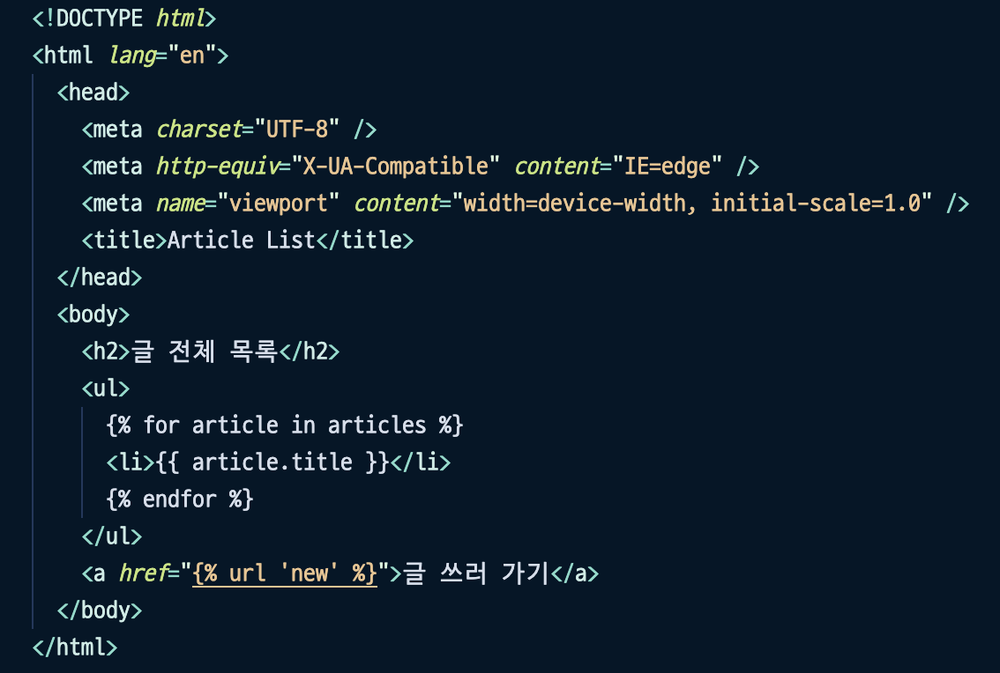 <!DOCTYPE html>
<html lang="en">
<head>
<meta charset="UTF-8" />
<meta http-equiv="X-UA-Compatible" content="IE=edge" />
<meta name="viewport" content="width=device-width, initial-scale=1.0" />
<title>Article List</title>
</head>
<body>
<h2>글 전체 목록</h2>
<ul>
{% for article in articles %}
<li>{{ article.title }}</li>
{% endfor %}
</ul>
<a href="{% url 'new' %}">글 쓰러 가기</a>
</body>
</html>